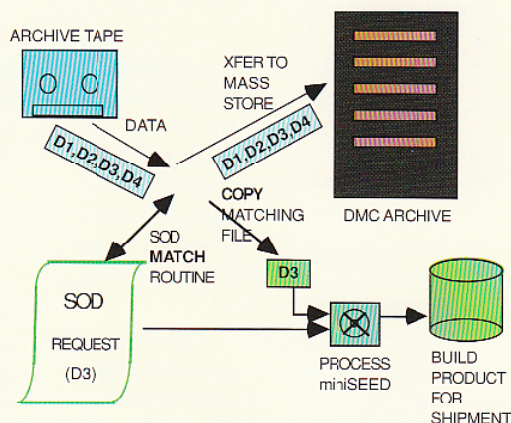 ARCHIVE TAPE
DATA
D1,D2,D3,D4
XFER TO
MASS
STORE
D1,D2,D3,D4
DMC ARCHIVE
COPY
MATCHING
FILE
SOD
MATCH
ROUTINE
D3
SOD
REQUEST
(D3)
PROCESS
miniSEED
BUILD
PRODUCT
FOR
SHIPMENT